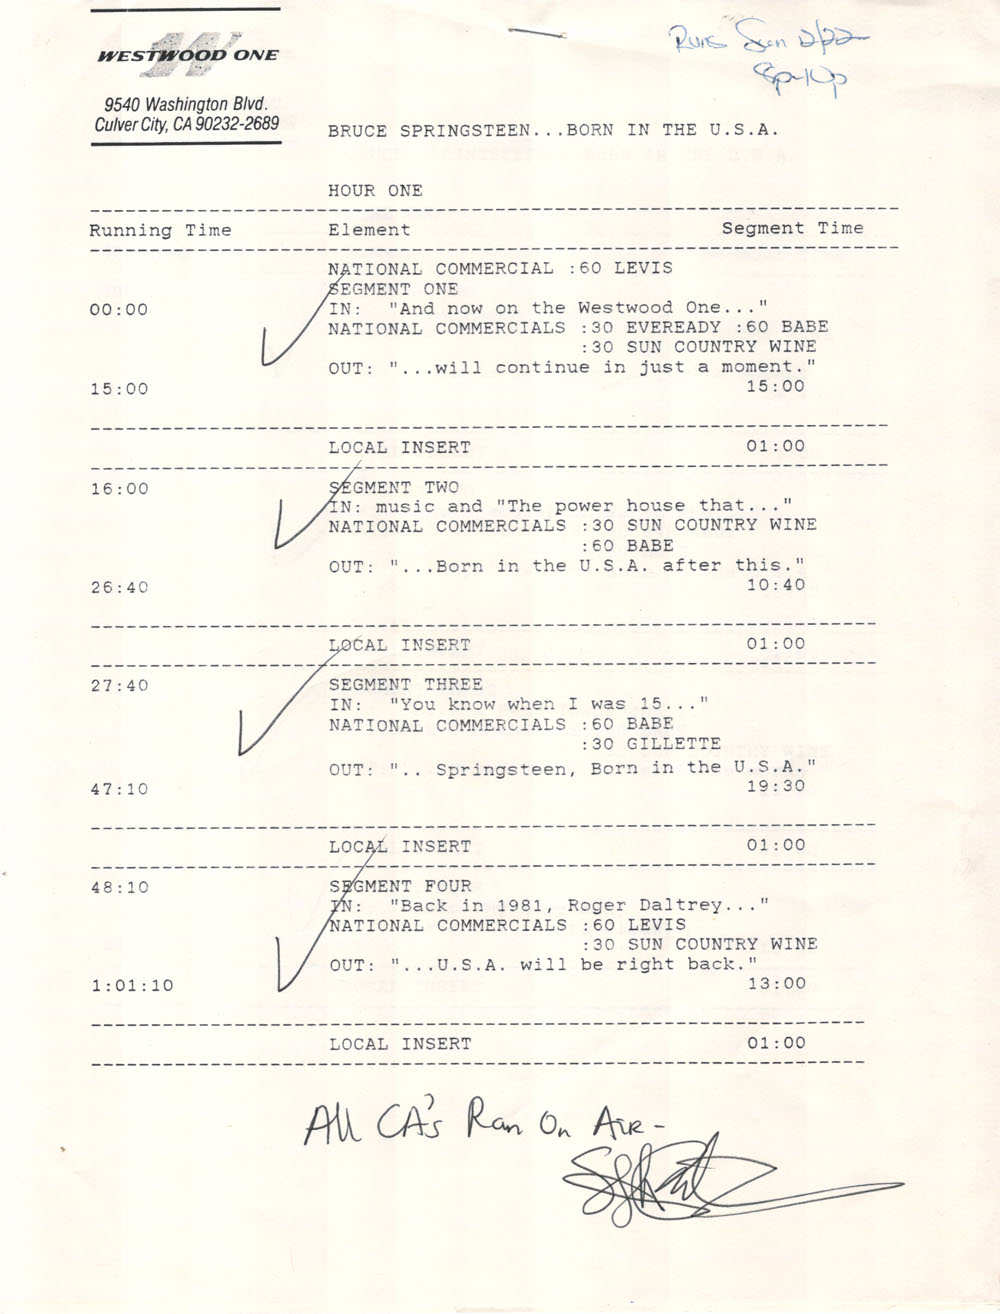 Runs Sun 2/22
8p-10p
WESTWOOD ONE
9540 Washington Blvd.
Culver City, CA 90232-2689
BRUCE SPRINGSTEEN...BORN IN THE U.S.A.
HOUR ONE
Running Time Element Segment Time
NATIONAL COMMERCIAL :60 LEVIS
SEGMENT ONE
00:00 IN: "And now on the Westwood One..."
NATIONAL COMMERCIALS :30 EVEREADY :60 BABE
:30 SUN COUNTRY WINE
OUT: "...will continue in just a moment."
15:00 15:00
LOCAL INSERT 01:00
16:00 SEGMENT TWO
IN: music and "The power house that..."
NATIONAL COMMERCIALS :30 SUN COUNTRY WINE
:60 BABE
OUT: "...Born in the U.S.A. after this."
26:40 10:40
LOCAL INSERT 01:00
27:40 SEGMENT THREE
IN: "You know when I was 15..."
NATIONAL COMMERCIALS :60 BABE
:30 GILLETTE
OUT: ".. Springsteen, Born in the U.S.A."
47:10 19:30
LOCAL INSERT 01:00
48:10 SEGMENT FOUR
IN: "Back in 1981, Roger Daltrey..."
NATIONAL COMMERCIALS :60 LEVIS
:30 SUN COUNTRY WINE
OUT: "...U.S.A. will be right back."
1:01:10 13:00
LOCAL INSERT 01:00
All CA's Ran On Air-